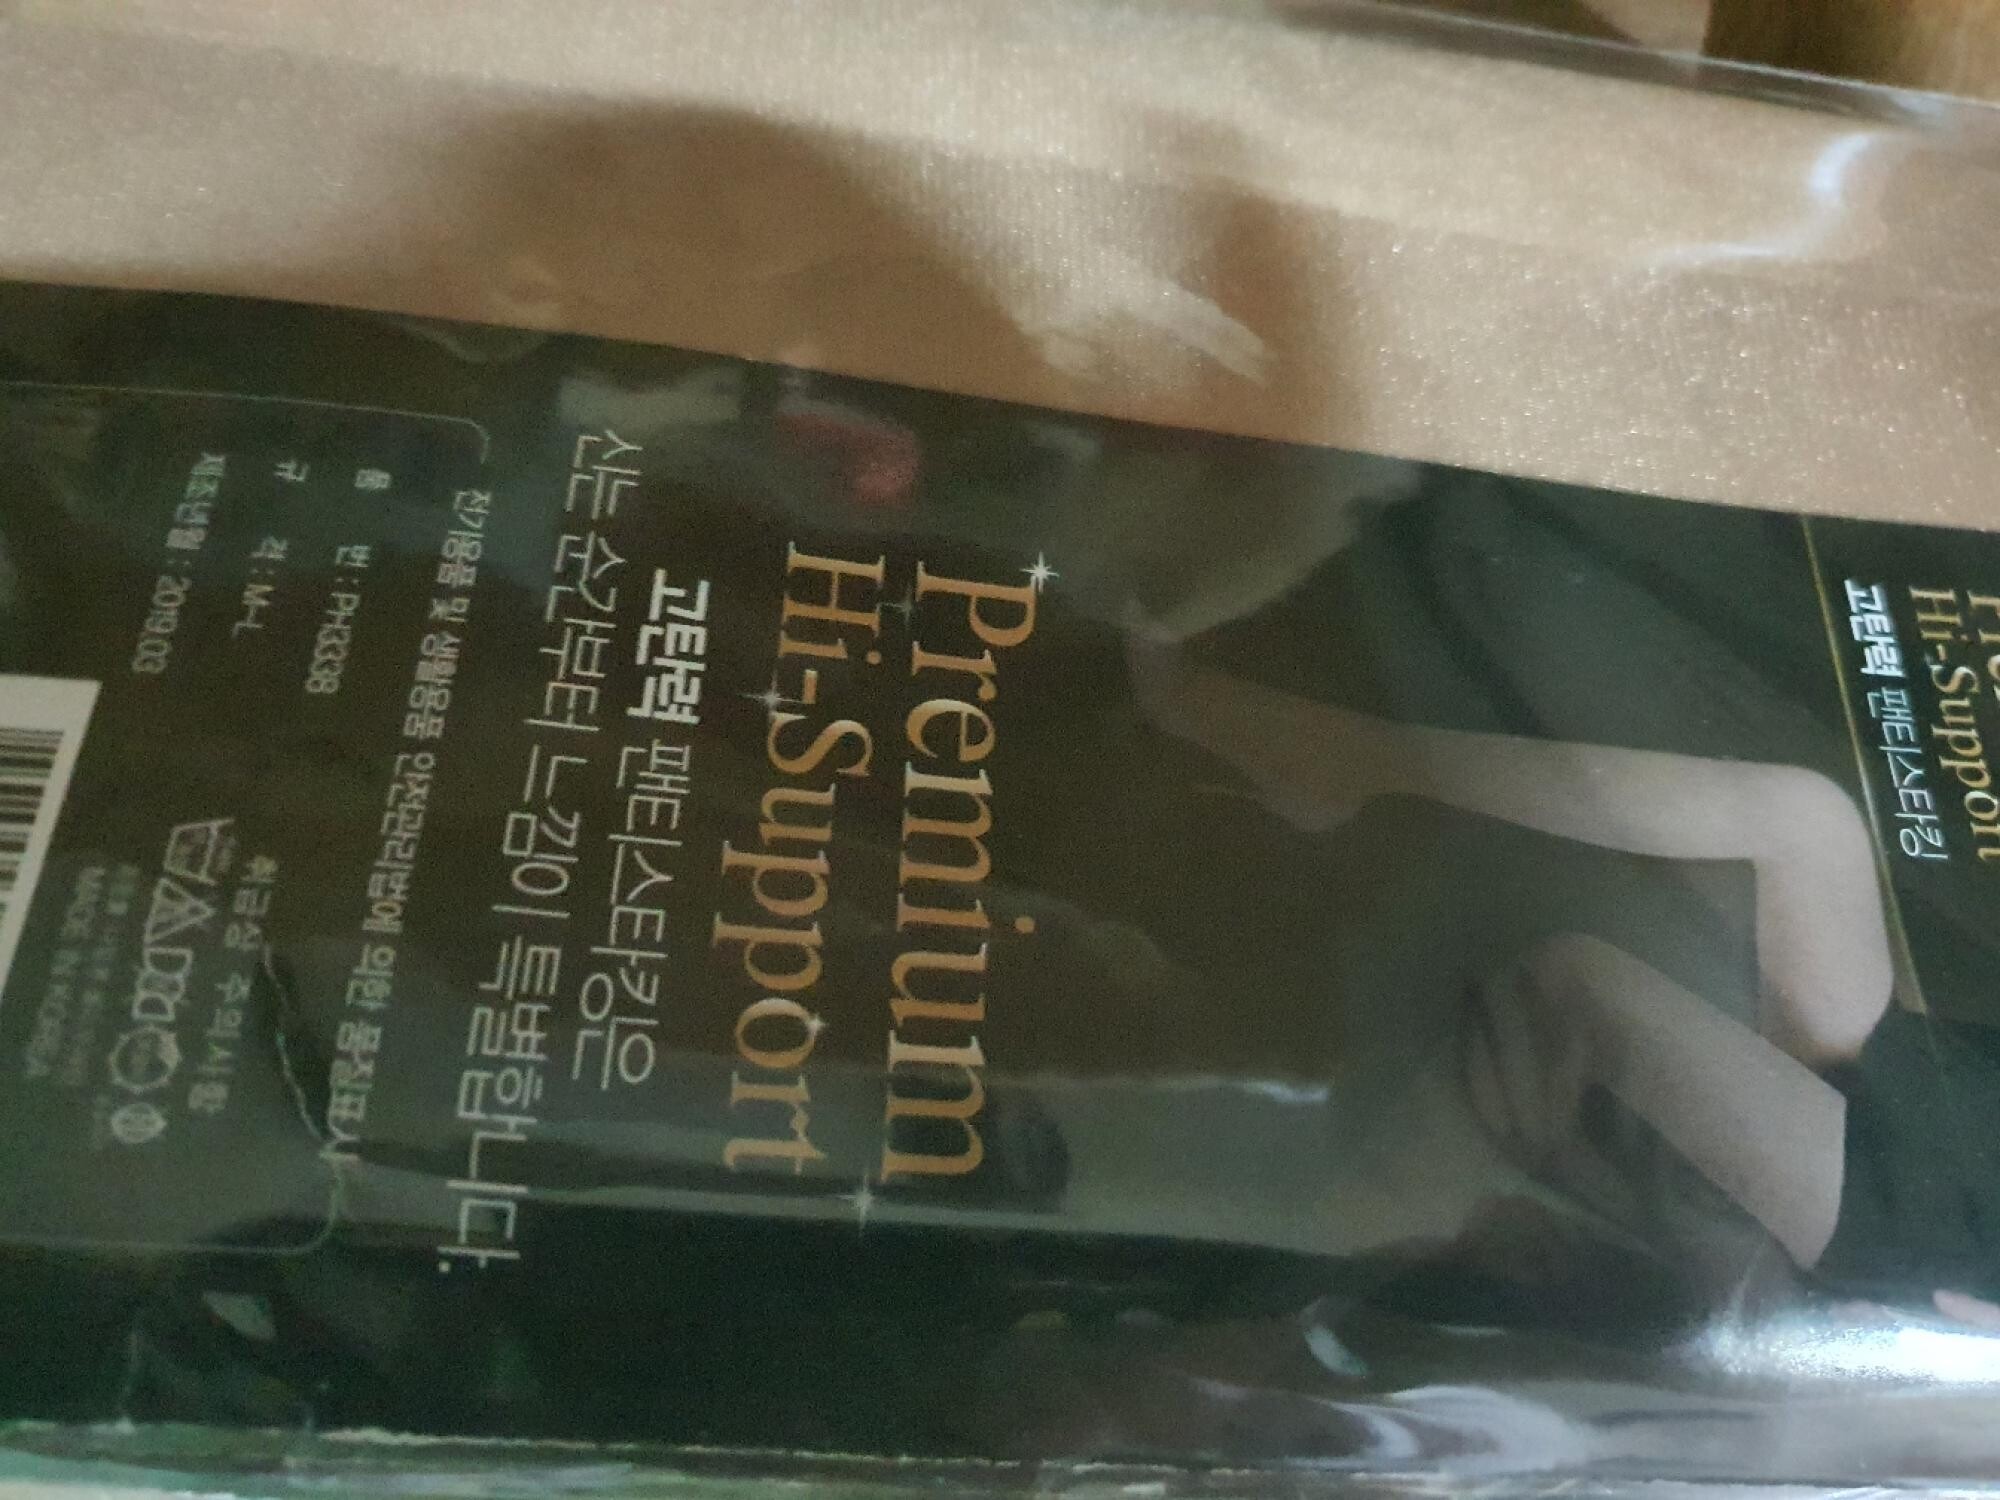 Hi-Support
고탄력 팬티스타킹
Premium
Hi-Support
고탄력 팬티스타킹은
신는 순간부터 느낌이 특별합니다.
전기용품 및 생활용품 안전관리법에 의한 품질표시
품 번 : PH3338
규 격 : M-L
제조년월 : 2019.03
취급상 주의사항
MADE IN KOREA